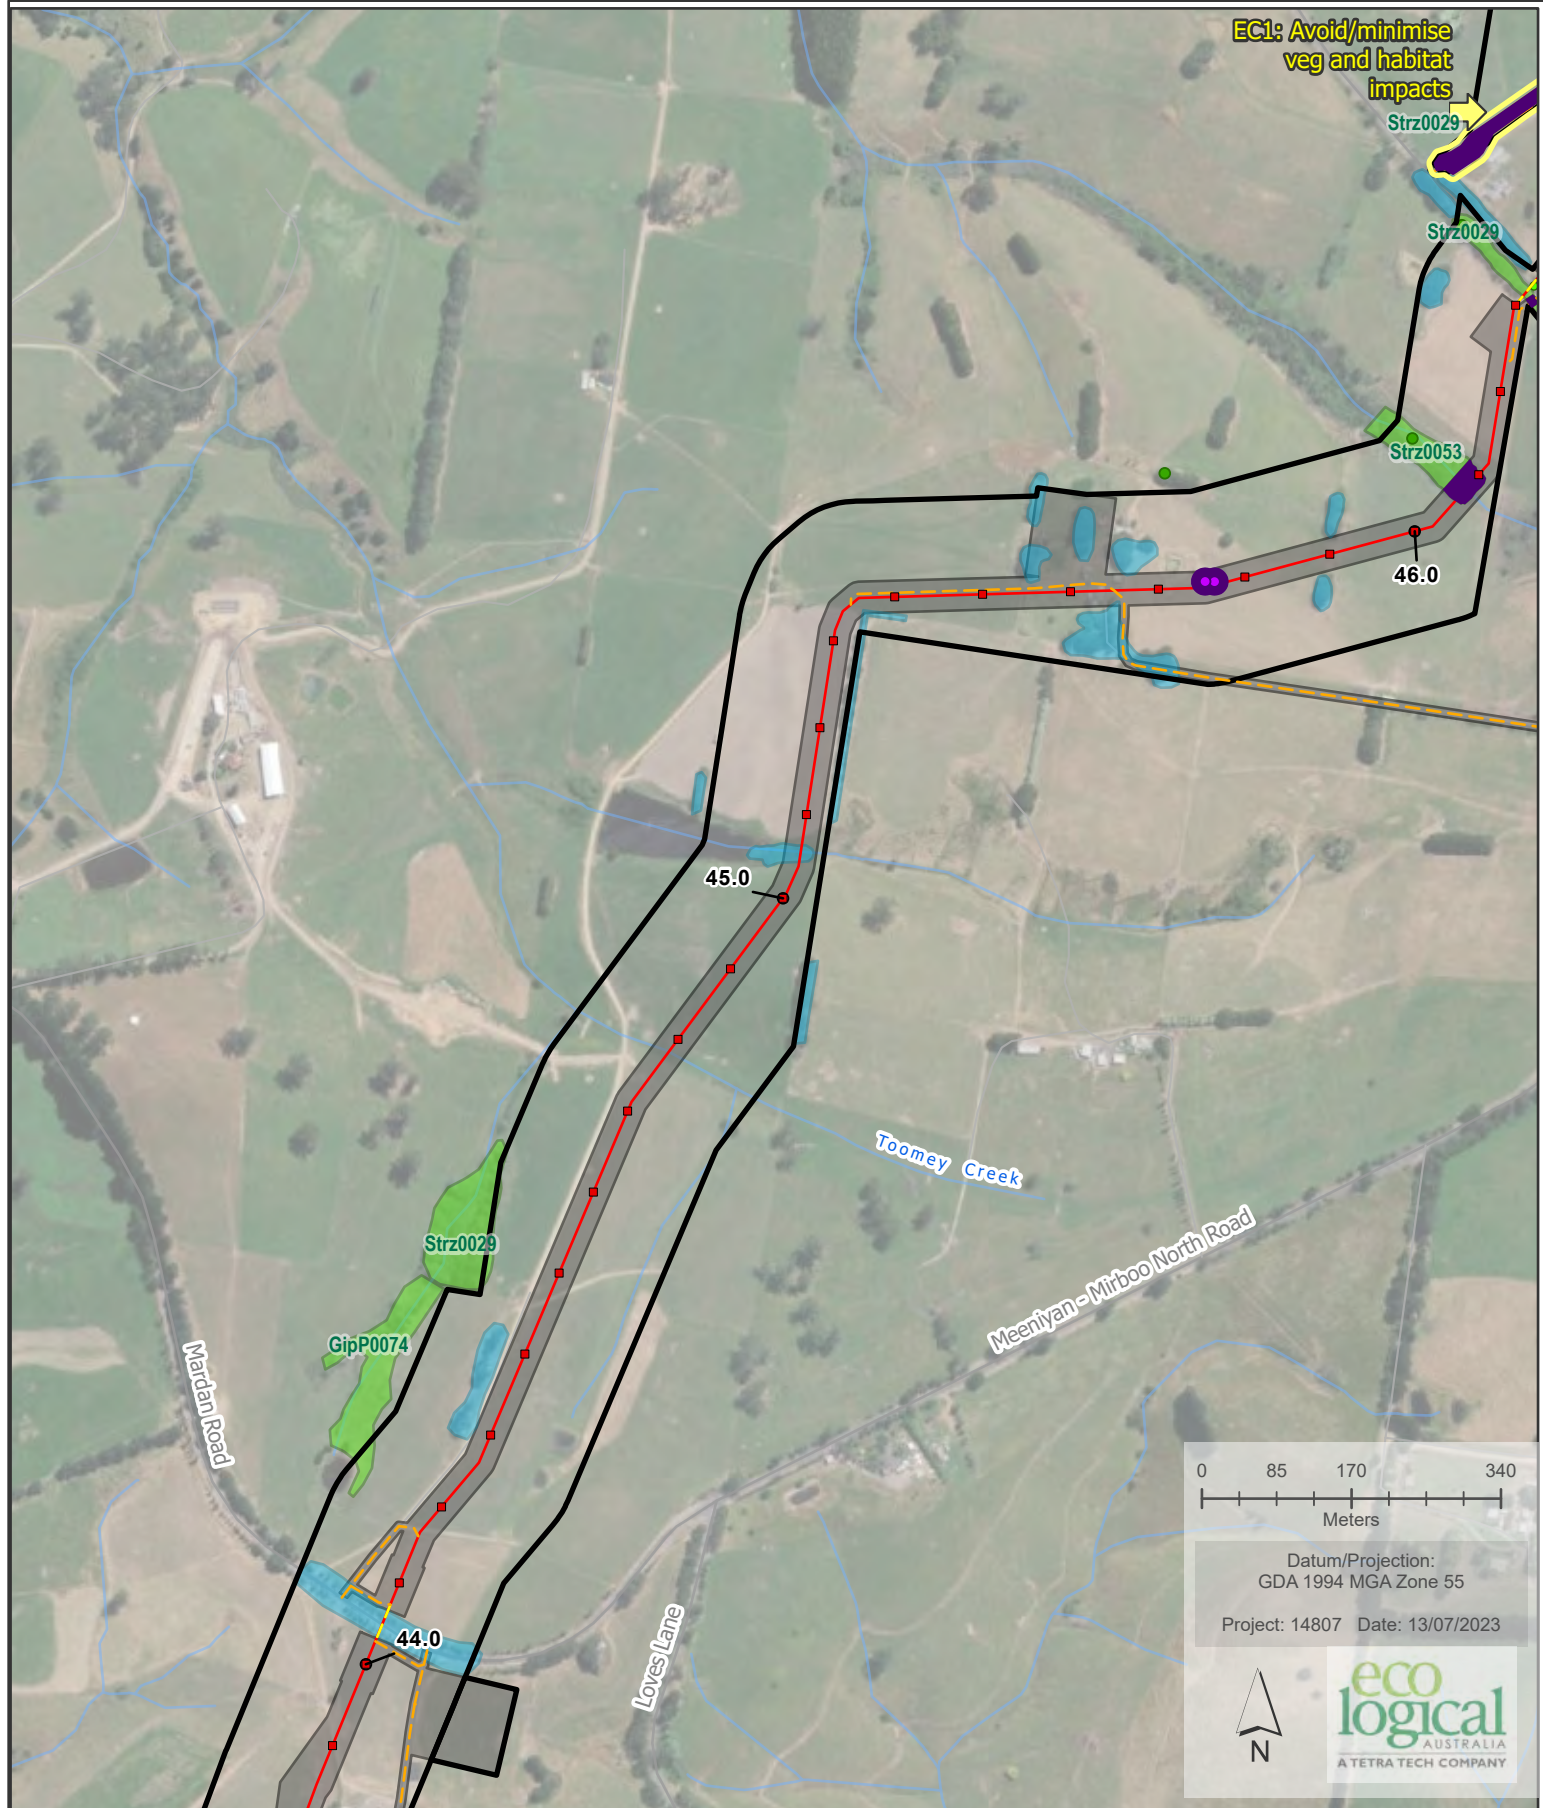 EC1: Avoid/minimise
veg and habitat
impacts
Strz0029
Strz0029
Strz0053
46.0
45.0
Toomey Creek
Meeniyan - Mirboo North Road
Strz0029
GipP0074
Mardan Road
44.0
Loves Lane
0 85 170 340
Meters
Datum/Projection:
GDA 1994 MGA Zone 55
Project: 14807 Date: 13/07/2023
N
eco
logical
AUSTRALIA
A TETRA TECH COMPANY